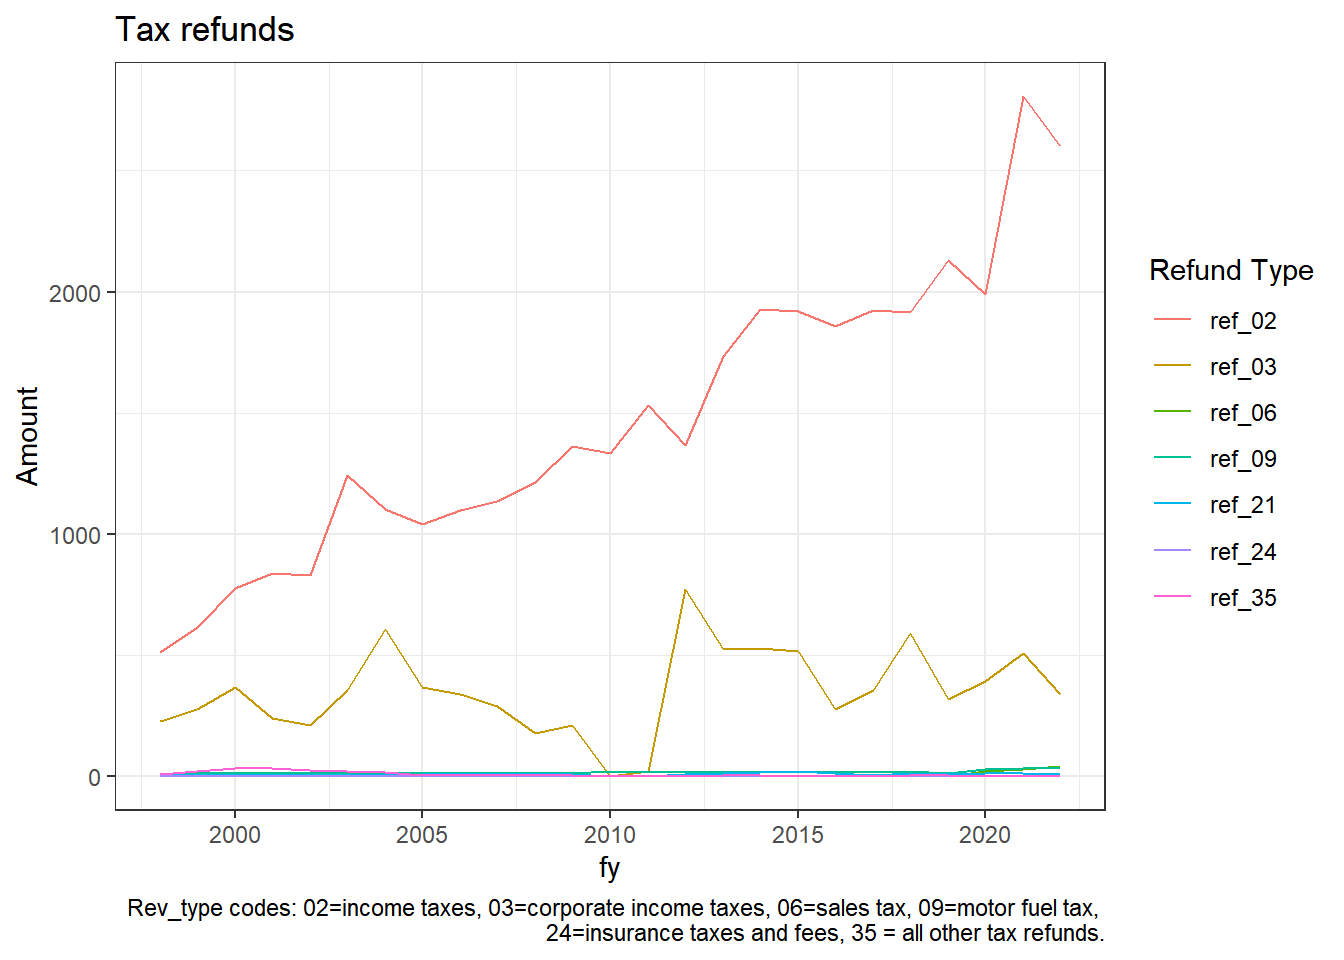 Tax refunds
Amount
2000
1000
0
2000 2005 2010 2015 2020
fy
Refund Type
ref_02
ref_03
ref_06
ref_09
ref_21
ref_24
ref_35
Rev_type codes: 02=income taxes, 03=corporate income taxes, 06=sales tax, 09=motor fuel tax,
24=insurance taxes and fees, 35 = all other tax refunds.